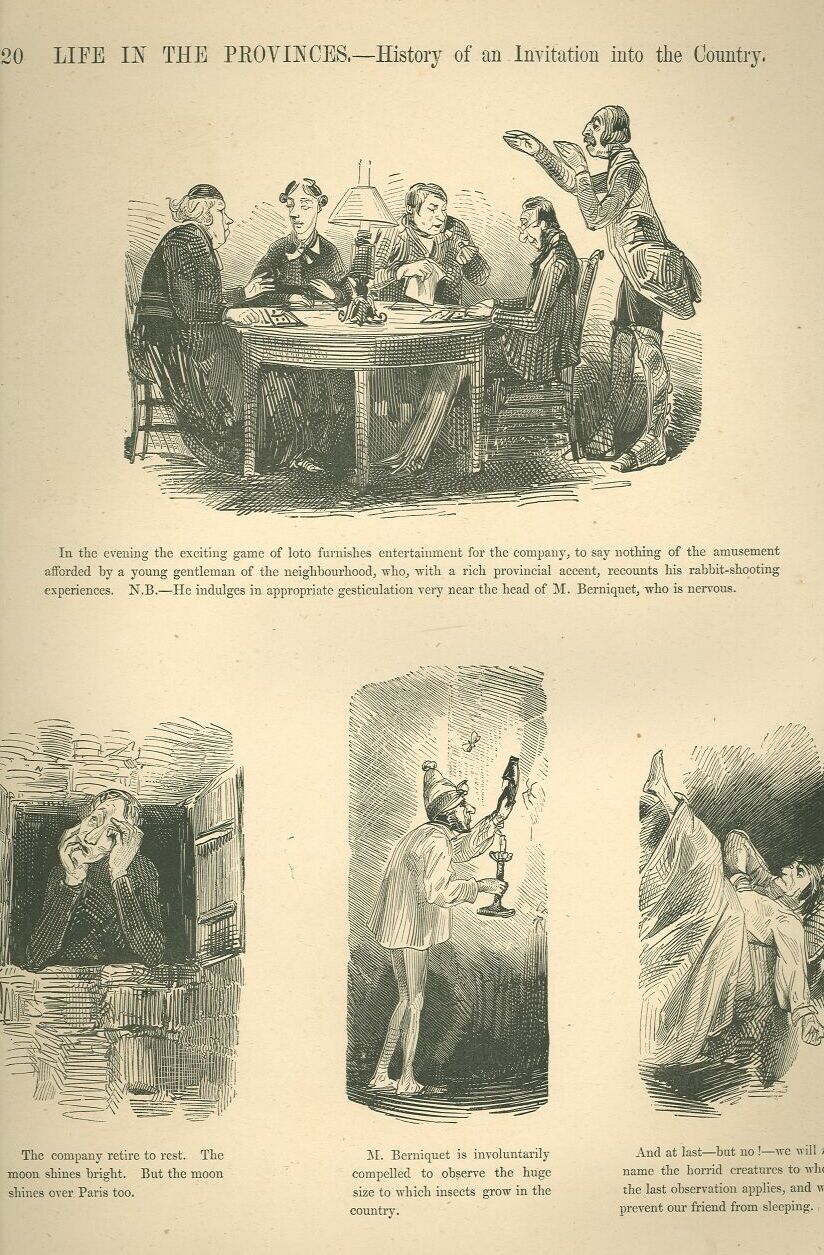 20 LIFE IN THE PROVINCES.—History of an Invitation into the Country.
In the evening the exciting game of loto furnishes entertainment for the company, to say nothing of the amusement
afforded by a young gentleman of the neighbourhood, who, with a rich provincial accent, recounts his rabbit-shooting
experiences. N.B.—He indulges in appropriate gesticulation very near the head of M. Berniquet, who is nervous.
The company retire to rest. The
moon shines bright. But the moon
shines over Paris too.
M. Berniquet is involuntarily
compelled to observe the huge
size to which insects grow in the
country.
And at last—but no!—we will
name the horrid creatures to
the last observation applies, and
prevent our friend from sleeping.